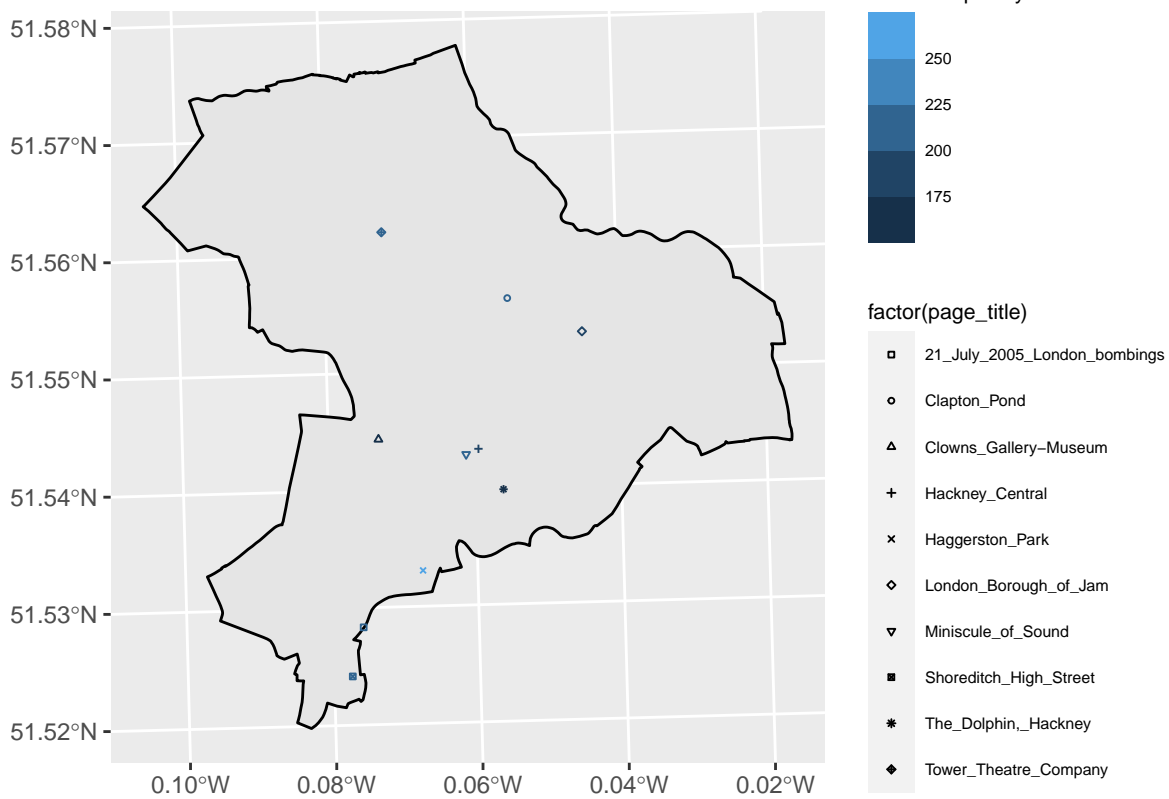 51.58°N
51.57°N
51.56°N
51.55°N
51.54°N
51.53°N
51.52°N
0.10°W 0.08°W 0.06°W 0.04°W 0.02°W
250
225
200
175
factor(page_title)
21_July_2005_London_bombings
Clapton_Pond
Clowns_Gallery−Museum
Hackney_Central
Haggerston_Park
London_Borough_of_Jam
Miniscule_of_Sound
Shoreditch_High_Street
The_Dolphin,_Hackney
Tower_Theatre_Company